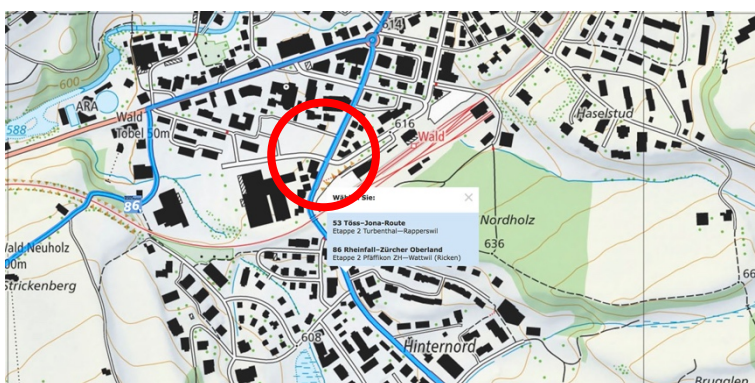 614
600
ARA
588
Wald
Tobel 50m
616
Wald
Haselstud
86
Wählen Sie:
53 Töss–Jona-Route
Etappe 2 Turbenthal—Rapperswil
86 Rheinfall–Zürcher Oberland
Etappe 2 Pfäffikon ZH—Wattwil (Ricken)
Nordholz
636
Wald Neuholz
00m
Strickenberg
608
Hinternord
66
Brugglen